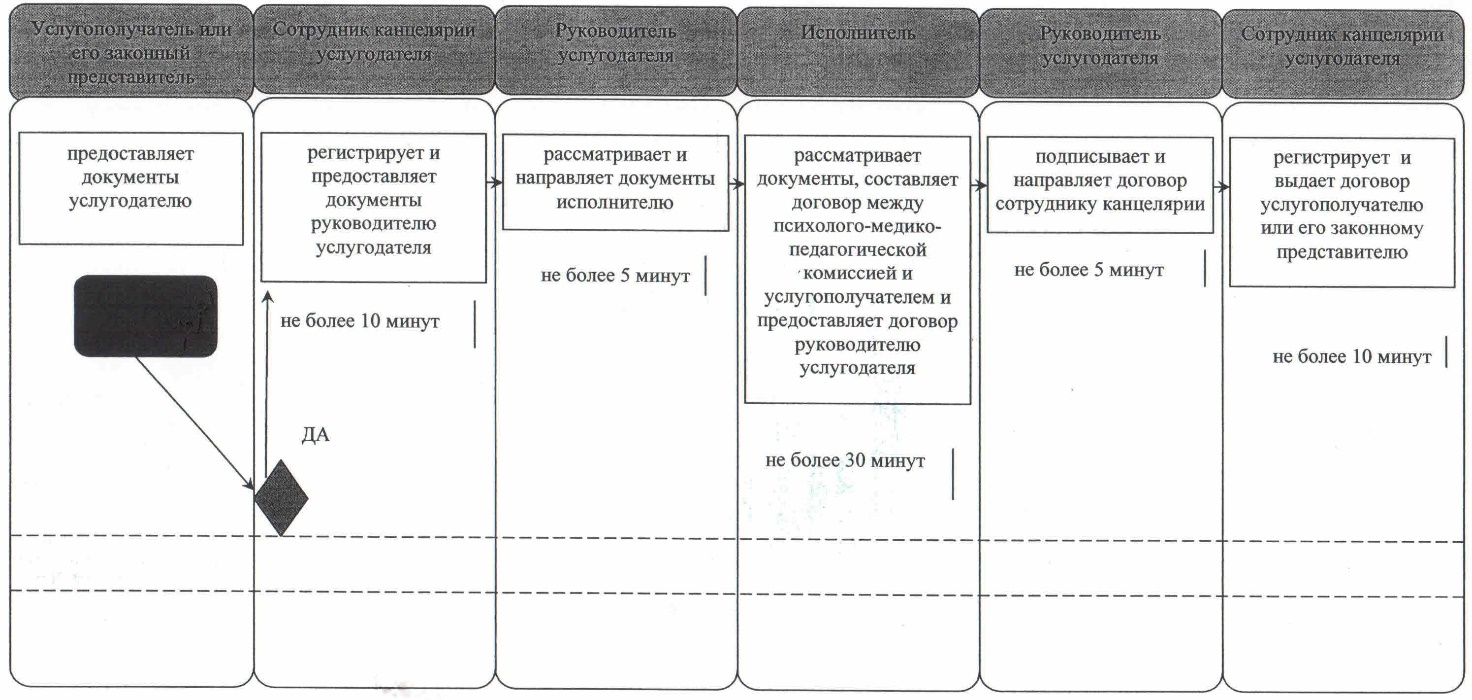 Услугополучатель или
его законный
представитель
Сотрудник канцелярии
услугодателя
Руководитель
услугодателя
Исполнитель
Руководитель
услугодателя
Сотрудник канцелярии
услугодателя
предоставляет
документы
услугодателю
регистрирует и
предоставляет
документы
руководителю
услугодателя
не более 10 минут
ДА
рассматривает и
направляет документы
исполнителю
не более 5 минут
рассматривает
документы, составляет
договор между
психолого-медико-
педагогической
комиссией и
услугополучателем и
предоставляет договор
руководителю
услугодателя
не более 30 минут
подписывает и
направляет договор
сотруднику канцелярии
не более 5 минут
регистрирует и
выдает договор
услугополучателю
или его законному
представителю
не более 10 минут